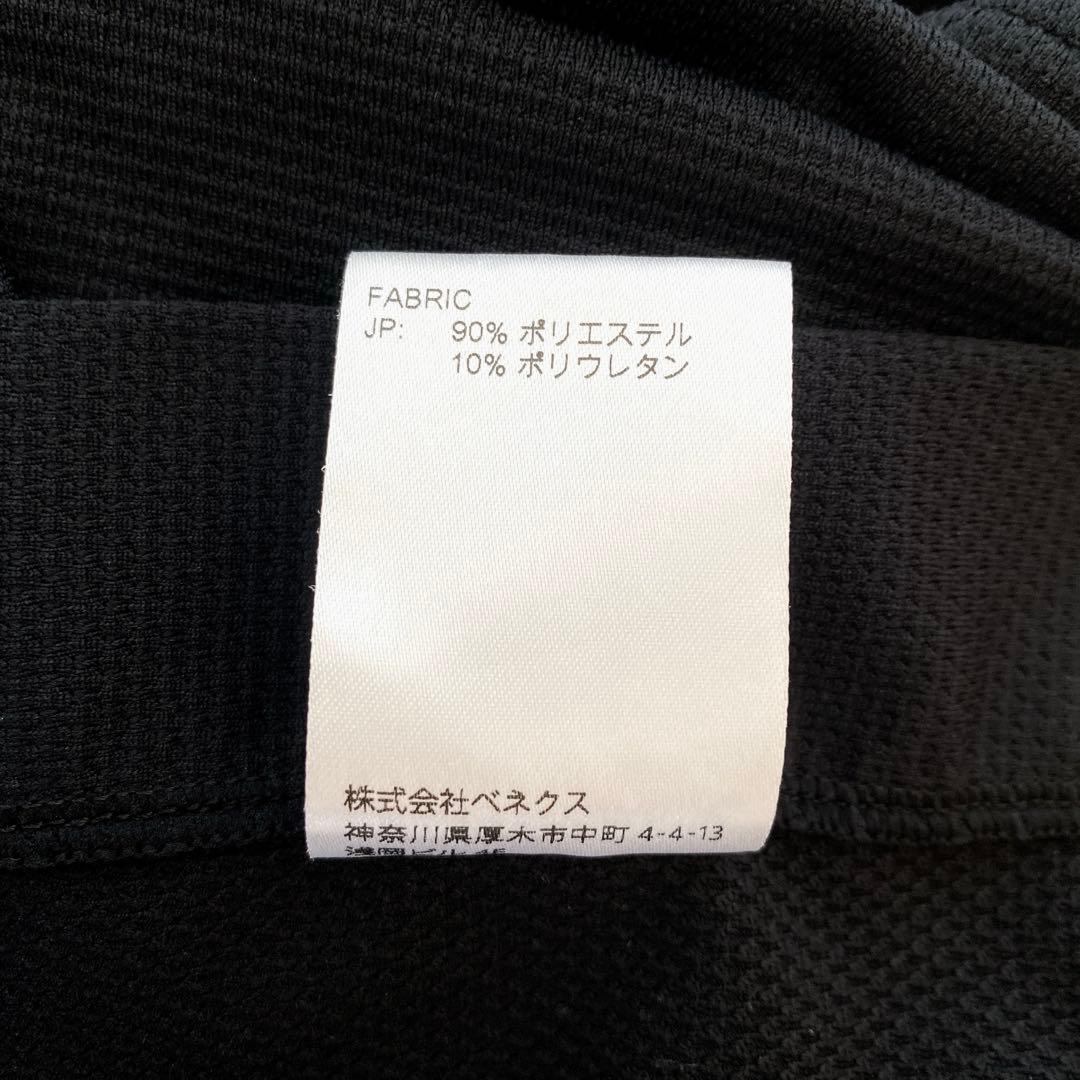 FABRIC
JP: 90% ポリエステル
10% ポリウレタン
株式会社ベネクス
神奈川県厚木市中町 4-4-13